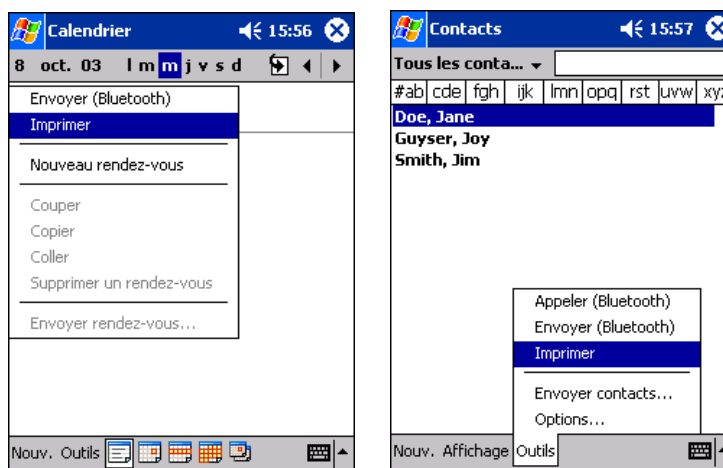 Calendrier 15:56
8 oct. 03 l m m j v s d
Envoyer (Bluetooth)
Imprimer
Nouveau rendez-vous
Couper
Copier
Coller
Supprimer un rendez-vous
Envoyer rendez-vous...
Nouv. Outils
Contacts 15:57
Tous les conta...
#ab cde fgh ijk lmn opq rst uvw xyz
Doe, Jane
Guyser, Joy
Smith, Jim
Appeler (Bluetooth)
Envoyer (Bluetooth)
Imprimer
Envoyer contacts...
Options...
Nouv. Affichage Outils